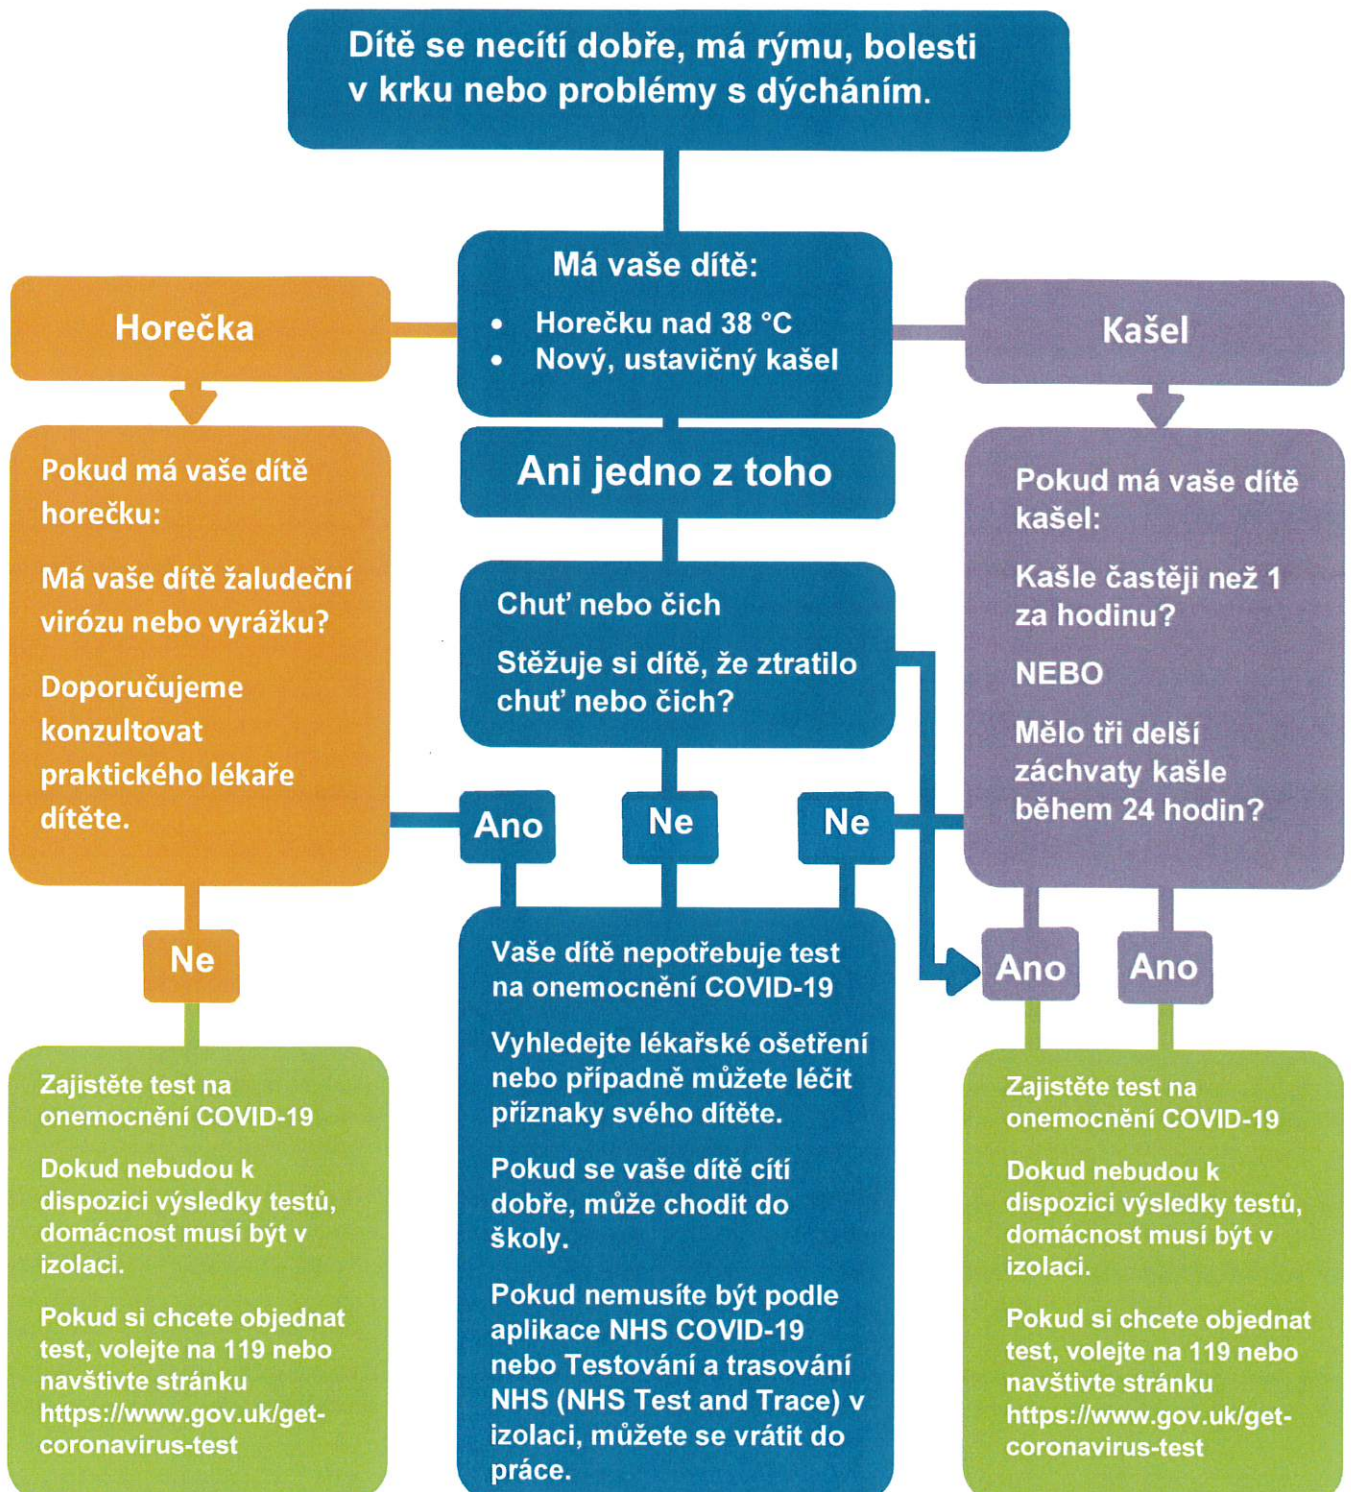 Dítě se necítí dobře, má rýmu, bolesti
v krku nebo problémy s dýcháním.
Má vaše dítě:
• Horečku nad 38 °C
• Nový, ustavičný kašel
Horečka
Kašel
Ani jedno z toho
Pokud má vaše dítě
horečku:
Má vaše dítě žaludeční
virózu nebo vyrážku?
Doporučujeme
konzultovat
praktického lékaře
dítěte.
Chuť nebo čich
Stěžuje si dítě, že ztratilo
chuť nebo čich?
Pokud má vaše dítě
kašel:
Kašle častěji než 1
za hodinu?
NEBO
Mělo tři delší
záchvaty kašle
během 24 hodin?
Ano
Ne
Ne
Ne
Ano
Ano
Zajistěte test na
onemocnění COVID-19
Dokud nebudou k
dispozici výsledky testů,
domácnost musí být v
izolaci.
Pokud si chcete objednat
test, volejte na 119 nebo
navštivte stránku
https://www.gov.uk/get-
coronavirus-test
Vaše dítě nepotřebuje test
na onemocnění COVID-19
Vyhledejte lékařské ošetření
nebo případně můžete léčit
příznaky svého dítěte.
Pokud se vaše dítě cítí
dobře, může chodit do
školy.
Pokud nemusíte být podle
aplikace NHS COVID-19
nebo Testování a trasování
NHS (NHS Test and Trace) v
izolaci, můžete se vrátit do
práce.
Zajistěte test na
onemocnění COVID-19
Dokud nebudou k
dispozici výsledky testů,
domácnost musí být v
izolaci.
Pokud si chcete objednat
test, volejte na 119 nebo
navštivte stránku
https://www.gov.uk/get-
coronavirus-test